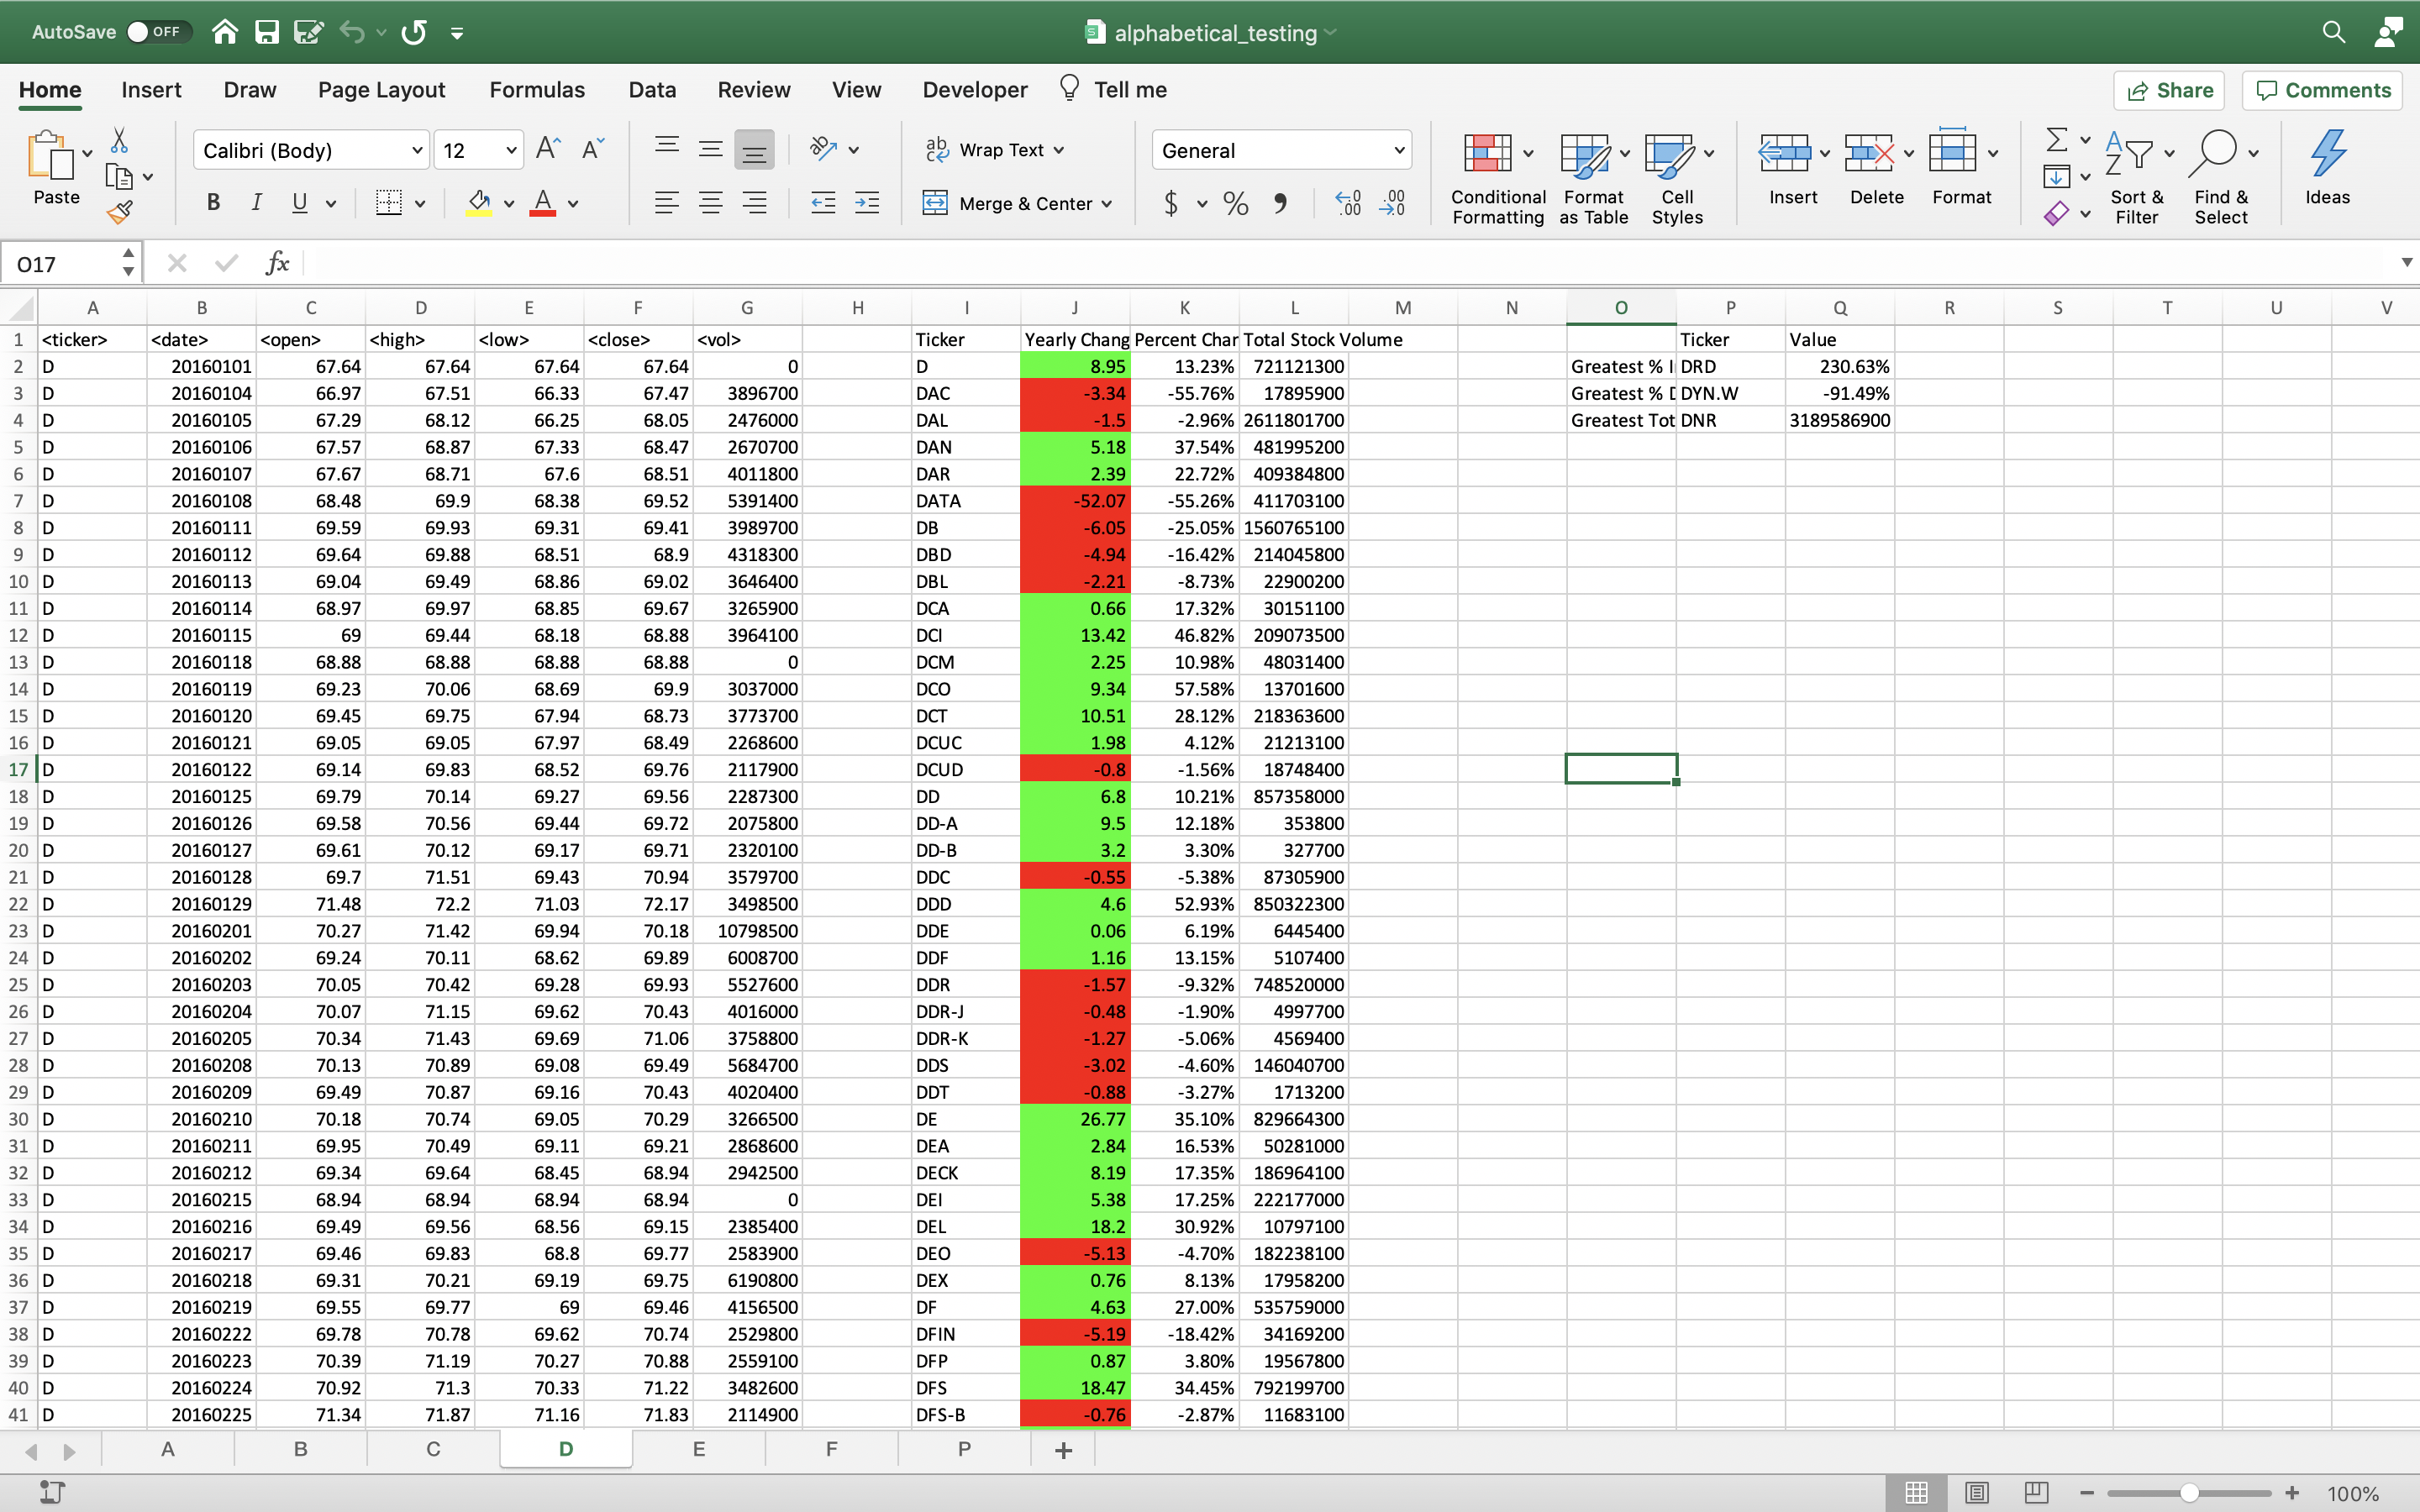 AutoSave OFF alphabetical_testing
Home Insert Draw Page Layout Formulas Data Review View Developer Tell me Share Comments
Paste Calibri (Body) 12 A^ Aˇ Wrap Text General Conditional Formatting Format as Table Cell Styles Insert Delete Format Sort & Filter Find & Select Ideas
B I U A Merge & Center $ % , .00 .00
O17 fx
A B C D E F G H I J K L M N O P Q R S T U V
1 <ticker> <date> <open> <high> <low> <close> <vol> Ticker Yearly Chang Percent Char Total Stock Volume Ticker Value
2 D 20160101 67.64 67.64 67.64 67.64 0 D 8.95 13.23% 721121300 Greatest % I DRD 230.63%
3 D 20160104 66.97 67.51 66.33 67.47 3896700 DAC -3.34 -55.76% 17895900 Greatest % D DYN.W -91.49%
4 D 20160105 67.29 68.12 66.25 68.05 2476000 DAL -1.5 -2.96% 2611801700 Greatest Tot DNR 3189586900
5 D 20160106 67.57 68.87 67.33 68.47 2670700 DAN 5.18 37.54% 481995200
6 D 20160107 67.67 68.71 67.6 68.51 4011800 DAR 2.39 22.72% 409384800
7 D 20160108 68.48 69.9 68.38 69.52 5391400 DATA -52.07 -55.26% 411703100
8 D 20160111 69.59 69.93 69.31 69.41 3989700 DB -6.05 -25.05% 1560765100
9 D 20160112 69.64 69.88 68.51 68.9 4318300 DBD -4.94 -16.42% 214045800
10 D 20160113 69.04 69.49 68.86 69.02 3646400 DBL -2.21 -8.73% 22900200
11 D 20160114 68.97 69.97 68.85 69.67 3265900 DCA 0.66 17.32% 30151100
12 D 20160115 69 69.44 68.18 68.88 3964100 DCI 13.42 46.82% 209073500
13 D 20160118 68.88 68.88 68.88 68.88 0 DCM 2.25 10.98% 48031400
14 D 20160119 69.23 70.06 68.69 69.9 3037000 DCO 9.34 57.58% 13701600
15 D 20160120 69.45 69.75 67.94 68.73 3773700 DCT 10.51 28.12% 218363600
16 D 20160121 69.05 69.05 67.97 68.49 2268600 DCUC 1.98 4.12% 21213100
17 D 20160122 69.14 69.83 68.52 69.76 2117900 DCUD -0.8 -1.56% 18748400
18 D 20160125 69.79 70.14 69.27 69.56 2287300 DD 6.8 10.21% 857358000
19 D 20160126 69.58 70.56 69.44 69.72 2075800 DD-A 9.5 12.18% 353800
20 D 20160127 69.61 70.12 69.17 69.71 2320100 DD-B 3.2 3.30% 327700
21 D 20160128 69.7 71.51 69.43 70.94 3579700 DDC -0.55 -5.38% 87305900
22 D 20160129 71.48 72.2 71.03 72.17 3498500 DDD 4.6 52.93% 850322300
23 D 20160201 70.27 71.42 69.94 70.18 10798500 DDE 0.06 6.19% 6445400
24 D 20160202 69.24 70.11 68.62 69.89 6008700 DDF 1.16 13.15% 5107400
25 D 20160203 70.05 70.42 69.28 69.93 5527600 DDR -1.57 -9.32% 748520000
26 D 20160204 70.07 71.15 69.62 70.43 4016000 DDR-J -0.48 -1.90% 4997700
27 D 20160205 70.34 71.43 69.69 71.06 3758800 DDR-K -1.27 -5.06% 4569400
28 D 20160208 70.13 70.89 69.08 69.49 5684700 DDS -3.02 -4.60% 146040700
29 D 20160209 69.49 70.87 69.16 70.43 4020400 DDT -0.88 -3.27% 1713200
30 D 20160210 70.18 70.74 69.05 70.29 3266500 DE 26.77 35.10% 829664300
31 D 20160211 69.95 70.49 69.11 69.21 2868600 DEA 2.84 16.53% 50281000
32 D 20160212 69.34 69.64 68.45 68.94 2942500 DECK 8.19 17.35% 186964100
33 D 20160215 68.94 68.94 68.94 68.94 0 DEI 5.38 17.25% 222177000
34 D 20160216 69.49 69.56 68.56 69.15 2385400 DEL 18.2 30.92% 10797100
35 D 20160217 69.46 69.83 68.8 69.77 2583900 DEO -5.13 -4.70% 182238100
36 D 20160218 69.31 70.21 69.19 69.75 6190800 DEX 0.76 8.13% 17958200
37 D 20160219 69.55 69.77 69 69.46 4156500 DF 4.63 27.00% 535759000
38 D 20160222 69.78 70.78 69.62 70.74 2529800 DFIN -5.19 -18.42% 34169200
39 D 20160223 70.39 71.19 70.27 70.88 2559100 DFP 0.87 3.80% 19567800
40 D 20160224 70.92 71.3 70.33 71.22 3482600 DFS 18.47 34.45% 792199700
41 D 20160225 71.34 71.87 71.16 71.83 2114900 DFS-B -0.76 -2.87% 11683100
A B C D E F P +
100%